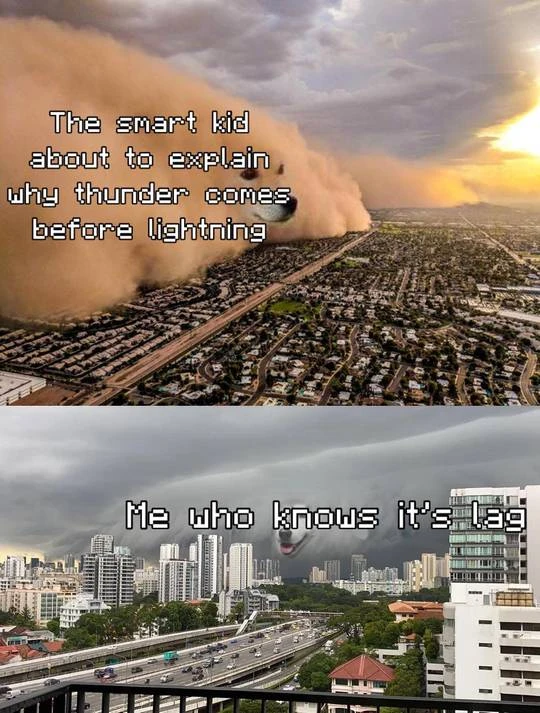 The smart kid
about to explain
why thunder comes
before lightning
Me who knows it's lag